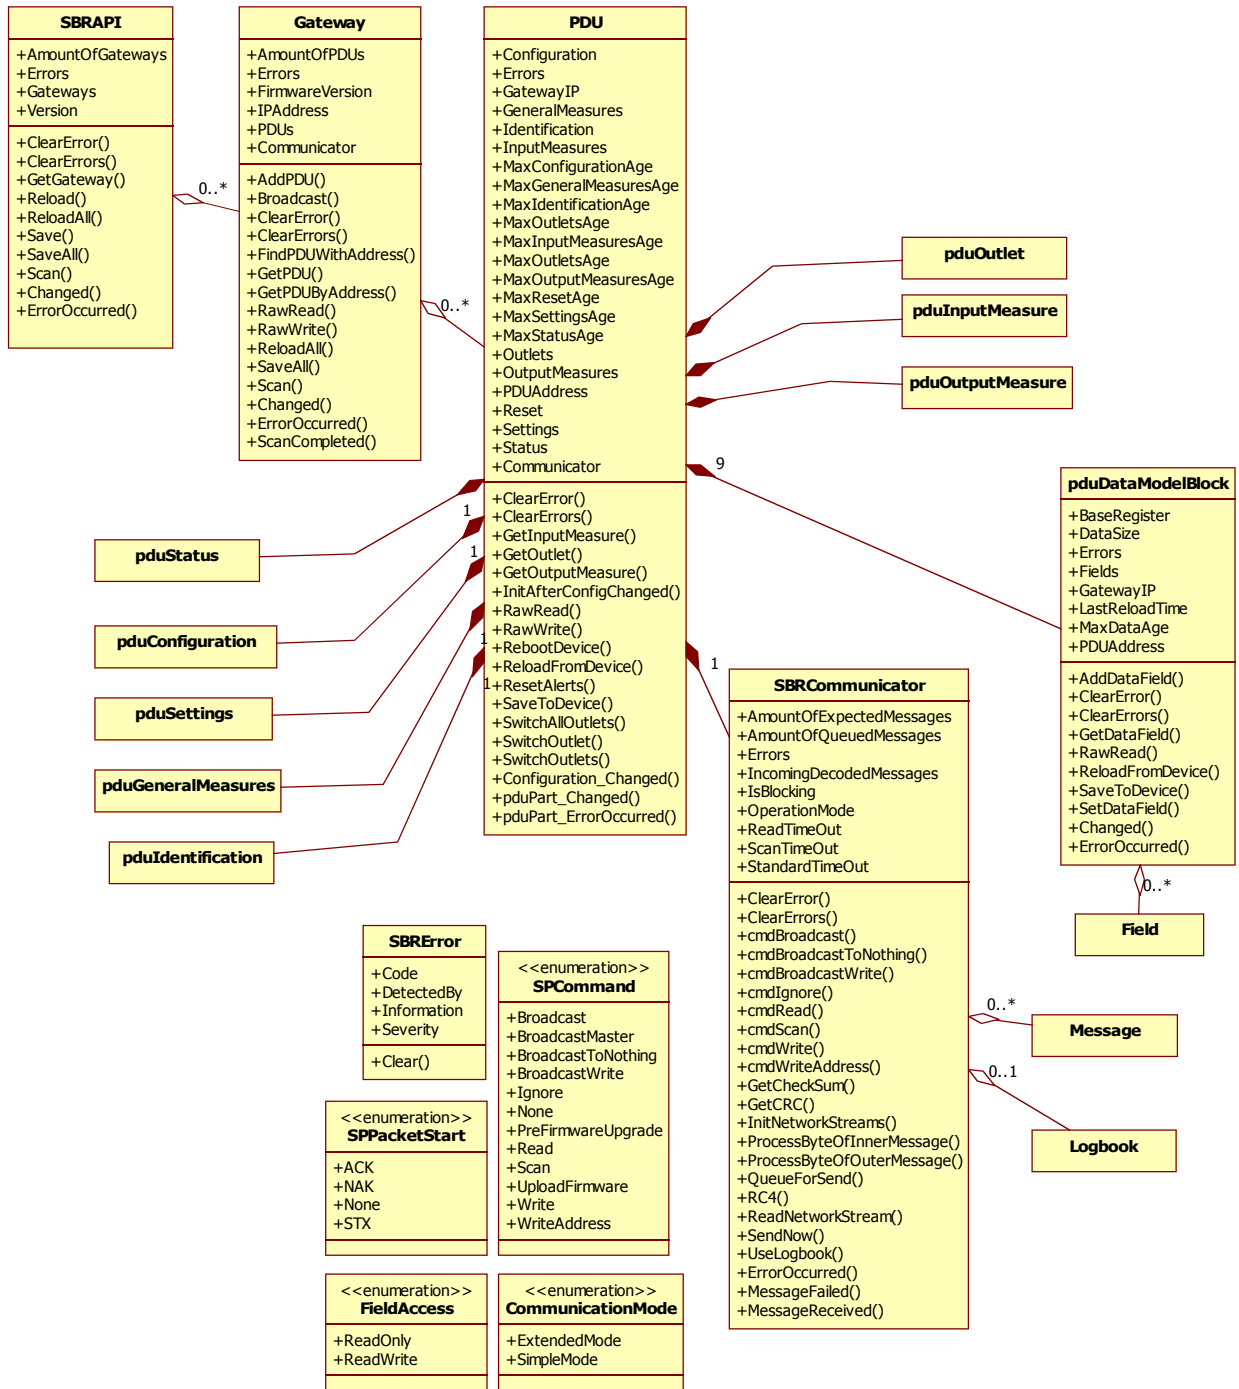 SBRAPI
+AmountOfGateways
+Errors
+Gateways
+Version
+ClearError()
+ClearErrors()
+GetGateway()
+Reload()
+ReloadAll()
+Save()
+SaveAll()
+Scan()
+Changed()
+ErrorOccurred()
0..*
Gateway
+AmountOfPDUs
+Errors
+FirmwareVersion
+IPAddress
+PDUs
+Communicator
+AddPDU()
+Broadcast()
+ClearError()
+ClearErrors()
+FindPDUWithAddress()
+GetPDU()
+GetPDUByAddress()
+RawRead()
+RawWrite()
+ReloadAll()
+SaveAll()
+Scan()
+Changed()
+ErrorOccurred()
+ScanCompleted()
0..*
PDU
+Configuration
+Errors
+GatewayIP
+GeneralMeasures
+Identification
+InputMeasures
+MaxConfigurationAge
+MaxGeneralMeasuresAge
+MaxIdentificationAge
+MaxOutletsAge
+MaxInputMeasuresAge
+MaxOutletsAge
+MaxOutputMeasuresAge
+MaxResetAge
+MaxSettingsAge
+MaxStatusAge
+Outlets
+OutputMeasures
+PDUAddress
+Reset
+Settings
+Status
+Communicator
+ClearError()
+ClearErrors()
+GetInputMeasure()
+GetOutlet()
+GetOutputMeasure()
+InitAfterConfigChanged()
+RawRead()
+RawWrite()
+RebootDevice()
+ReloadFromDevice()
+ResetAlerts()
+SaveToDevice()
+SwitchAllOutlets()
+SwitchOutlet()
+SwitchOutlets()
+Configuration_Changed()
+pduPart_Changed()
+pduPart_ErrorOccurred()
pduOutlet
pduInputMeasure
pduOutputMeasure
9
pduDataModelBlock
+BaseRegister
+DataSize
+Errors
+Fields
+GatewayIP
+LastReloadTime
+MaxDataAge
+PDUAddress
+AddDataField()
+ClearError()
+ClearErrors()
+GetDataField()
+RawRead()
+ReloadFromDevice()
+SaveToDevice()
+SetDataField()
+Changed()
+ErrorOccurred()
0..*
Field
1
1
1
1
pduStatus
pduConfiguration
pduSettings
pduGeneralMeasures
pduIdentification
1
SBRCommunicator
+AmountOfExpectedMessages
+AmountOfQueuedMessages
+Errors
+IncomingDecodedMessages
+IsBlocking
+OperationMode
+ReadTimeOut
+ScanTimeOut
+StandardTimeOut
+ClearError()
+ClearErrors()
+cmdBroadcast()
+cmdBroadcastToNothing()
+cmdBroadcastWrite()
+cmdIgnore()
+cmdRead()
+cmdScan()
+cmdWrite()
+cmdWriteAddress()
+GetCheckSum()
+GetCRC()
+InitNetworkStreams()
+ProcessByteOfInnerMessage()
+ProcessByteOfOuterMessage()
+QueueForSend()
+RC4()
+ReadNetworkStream()
+SendNow()
+UseLogbook()
+ErrorOccurred()
+MessageFailed()
+MessageReceived()
0..*
Message
0..1
Logbook
SBRError
+Code
+DetectedBy
+Information
+Severity
+Clear()
<<enumeration>>
SPCommand
+Broadcast
+BroadcastMaster
+BroadcastToNothing
+BroadcastWrite
+Ignore
+None
+PreFirmwareUpgrade
+Read
+Scan
+UploadFirmware
+Write
+WriteAddress
<<enumeration>>
SPPacketStart
+ACK
+NAK
+None
+STX
<<enumeration>>
FieldAccess
+ReadOnly
+ReadWrite
<<enumeration>>
CommunicationMode
+ExtendedMode
+SimpleMode